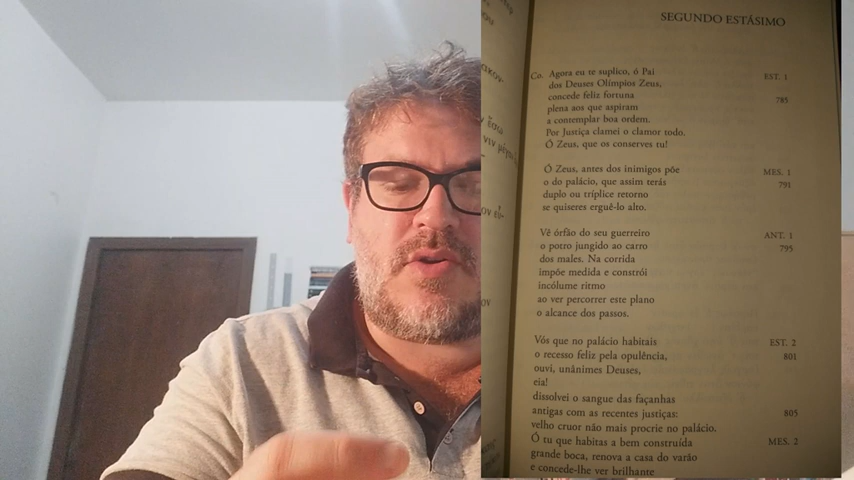 SEGUNDO ESTÁSIMO
Co. Agora eu te suplico, ó Pai EST. 1
dos Deuses Olímpios Zeus,
concede feliz fortuna 785
plena aos que aspiram
a contemplar boa ordem.
Por Justiça clamei o clamor todo.
Ó Zeus, que os conserves tu!
Ó Zeus, antes dos inimigos põe MES. 1
o do palácio, que assim terás 791
duplo ou tríplice retorno
se quiseres erguê-lo alto.
Vê órfão do seu guerreiro ANT. 1
o potro jungido ao carro 795
dos males. Na corrida
impõe medida e constrói
incólume ritmo
ao ver percorrer este plano
o alcance dos passos.
Vós que no palácio habitais EST. 2
o recesso feliz pela opulência, 801
ouvi, unânimes Deuses,
eia!
dissolvei o sangue das façanhas
antigas com as recentes justiças: 805
velho cruor não mais procrie no palácio.
Ó tu que habitas a bem construída MES. 2
grande boca, renova a casa do varão
e concede-lhe ver brilhante